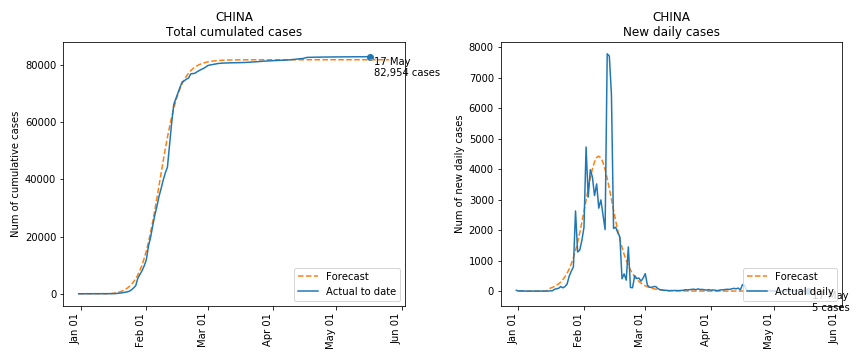 CHINA
Total cumulated cases
Num of cumulative cases
80000
60000
40000
20000
0
17 May
82,954 cases
Forecast
Actual to date
Jan 01
Feb 01
Mar 01
Apr 01
May 01
Jun 01
CHINA
New daily cases
Num of new daily cases
8000
7000
6000
5000
4000
3000
2000
1000
0
Forecast
Actual daily
17 May
5 cases
Jan 01
Feb 01
Mar 01
Apr 01
May 01
Jun 01